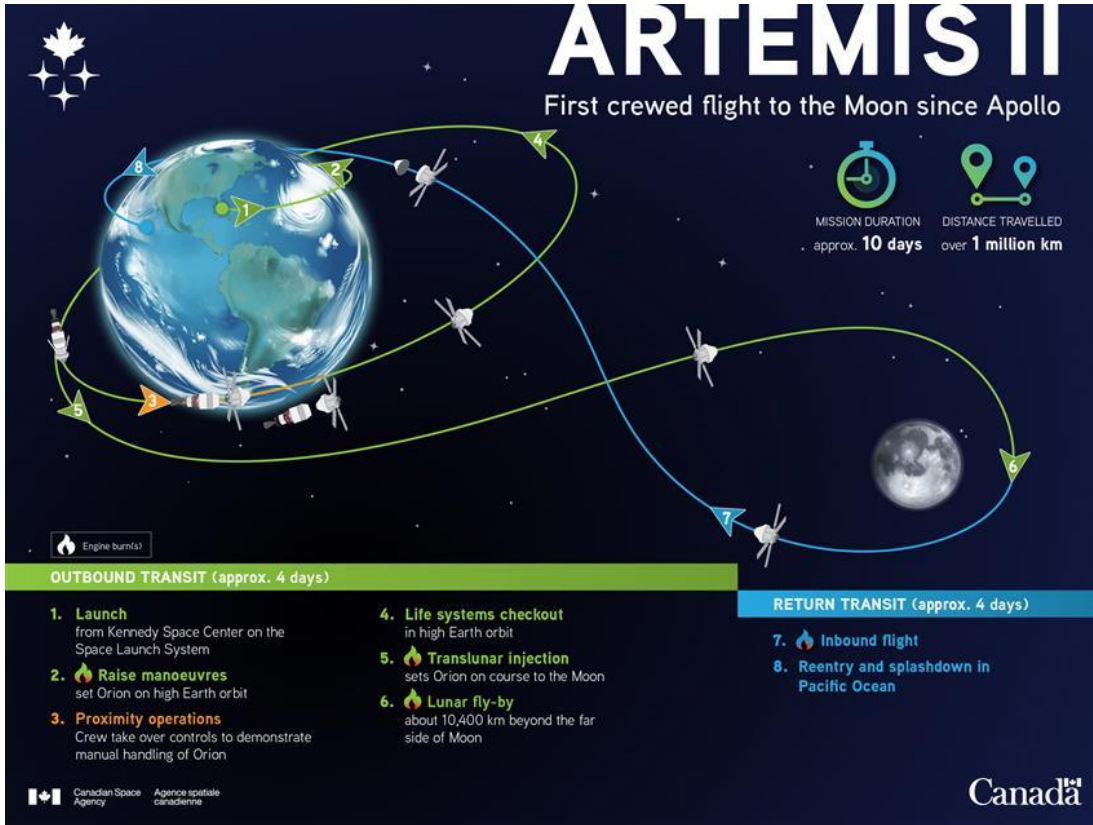 ARTEMIS II
First crewed flight to the Moon since Apollo
MISSION DURATION
approx. 10 days
DISTANCE TRAVELLED
over 1 million km
8
2
1
4
3
5
6
7
Engine burn(s)
OUTBOUND TRANSIT (approx. 4 days)
1. Launch
from Kennedy Space Center on the
Space Launch System
2. Raise manoeuvres
set Orion on high Earth orbit
3. Proximity operations
Crew take over controls to demonstrate
manual handling of Orion
4. Life systems checkout
in high Earth orbit
5. Translunar injection
sets Orion on course to the Moon
6. Lunar fly-by
about 10,400 km beyond the far
side of Moon
RETURN TRANSIT (approx. 4 days)
7. Inbound flight
8. Reentry and splashdown in
Pacific Ocean
Canadian Space
Agency
Agence spatiale
canadienne
Canada